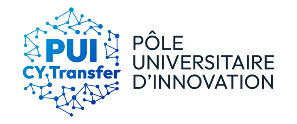 PUI
CY Transfer
PÔLE
UNIVERSITAIRE
D'INNOVATION